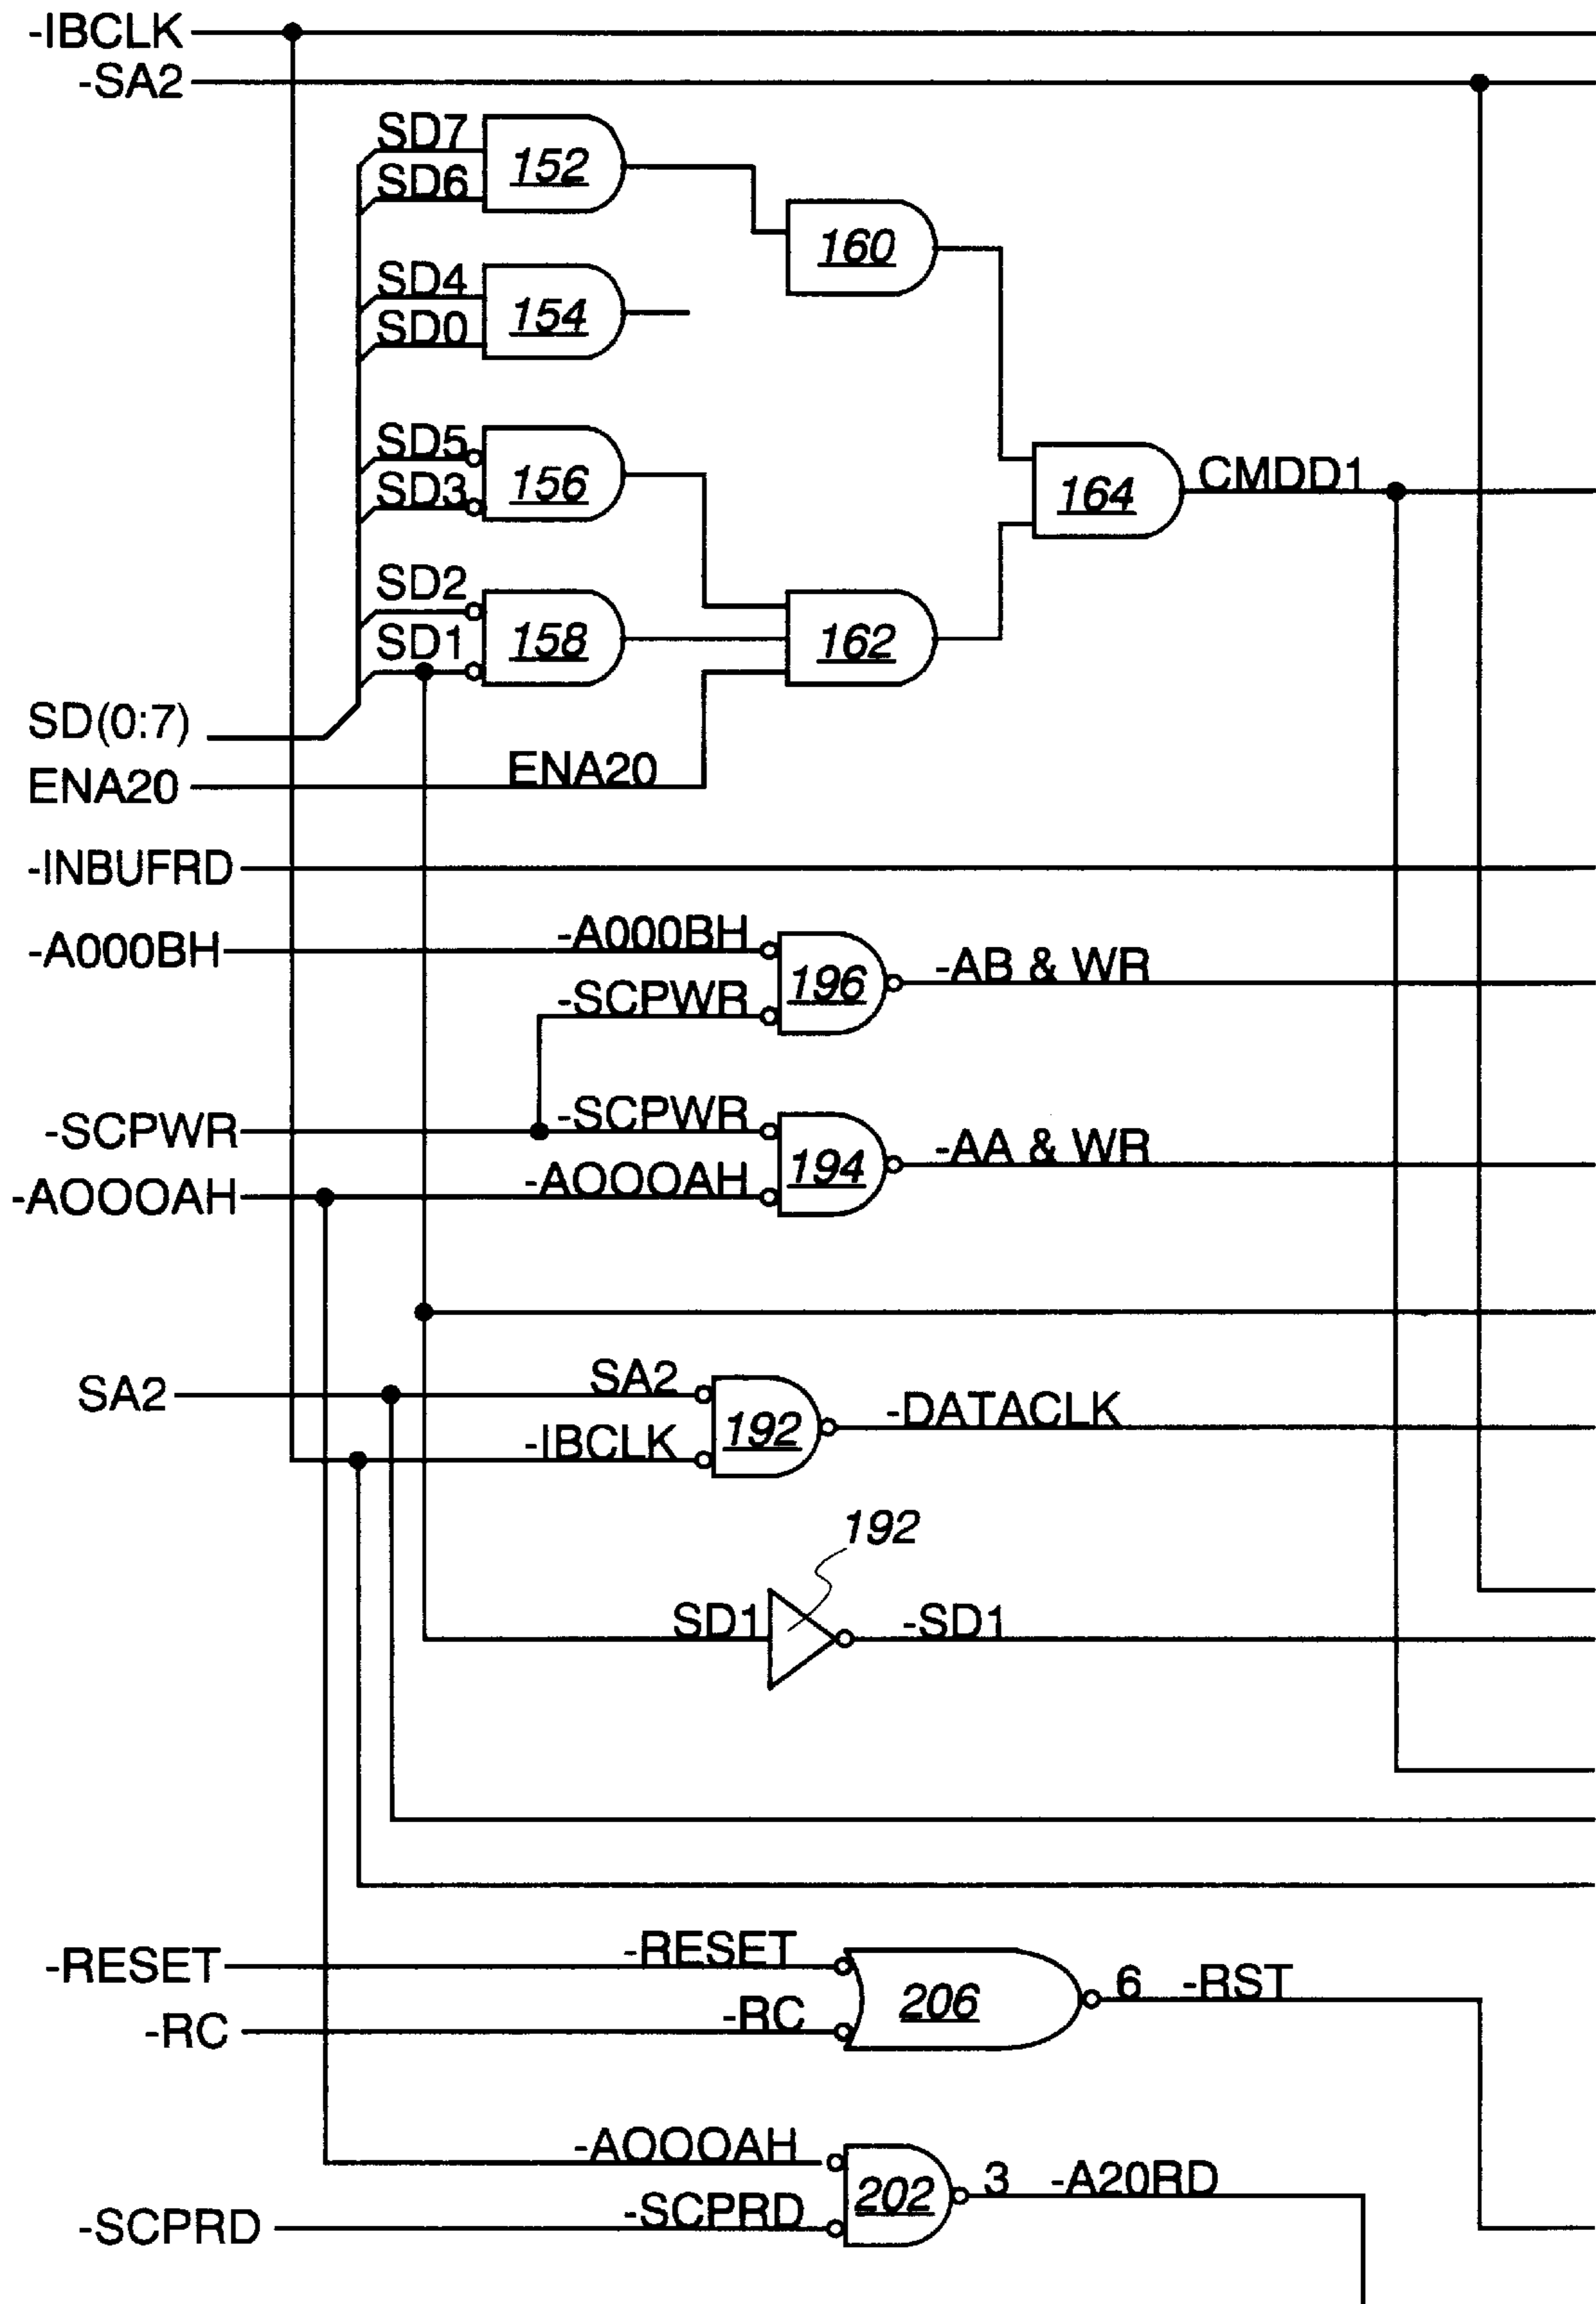 -IBCLK
-SA2
SD7
152
SD6
160
SD4
154
SD0
SD5
156
SD3
164
CMDD1
SD2
158
SD1
162
SD(0:7)
ENA20
ENA20
-INBUFRD
-A000BH
-A000BH
196
-AB & WR
-SCPWR
-SCPWR
-SCPWR
194
-AA & WR
-AOOOAH
-AOOOAH
SA2
SA2
192
-DATACLK
-IBCLK
192
SD1
-SD1
-RESET
-RESET
206
6 -RST
-RC
-RC
-AOOOAH
202
3 -A20RD
-SCPRD
-SCPRD